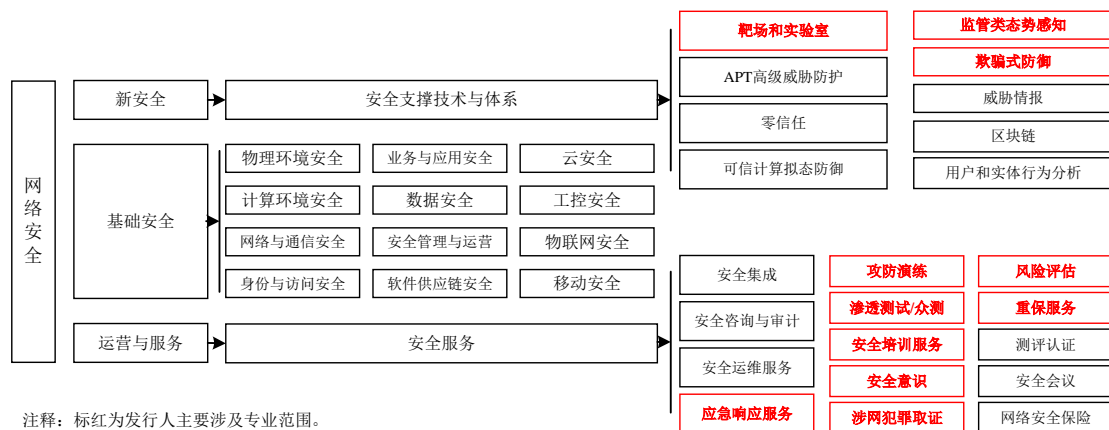 网络安全
新安全
安全支撑技术与体系
靶场和实验室
监管类态势感知
APT高级威胁防护
欺骗式防御
零信任
威胁情报
可信计算拟态防御
区块链
用户和实体行为分析
基础安全
物理环境安全
业务与应用安全
云安全
计算环境安全
数据安全
工控安全
网络与通信安全
安全管理与运营
物联网安全
身份与访问安全
软件供应链安全
移动安全
运营与服务
安全服务
安全集成
攻防演练
风险评估
安全咨询与审计
渗透测试/众测
重保服务
安全运维服务
安全培训服务
测评认证
安全意识
安全会议
应急响应服务
涉网犯罪取证
网络安全保险
注释：标红为发行人主要涉及专业范围。